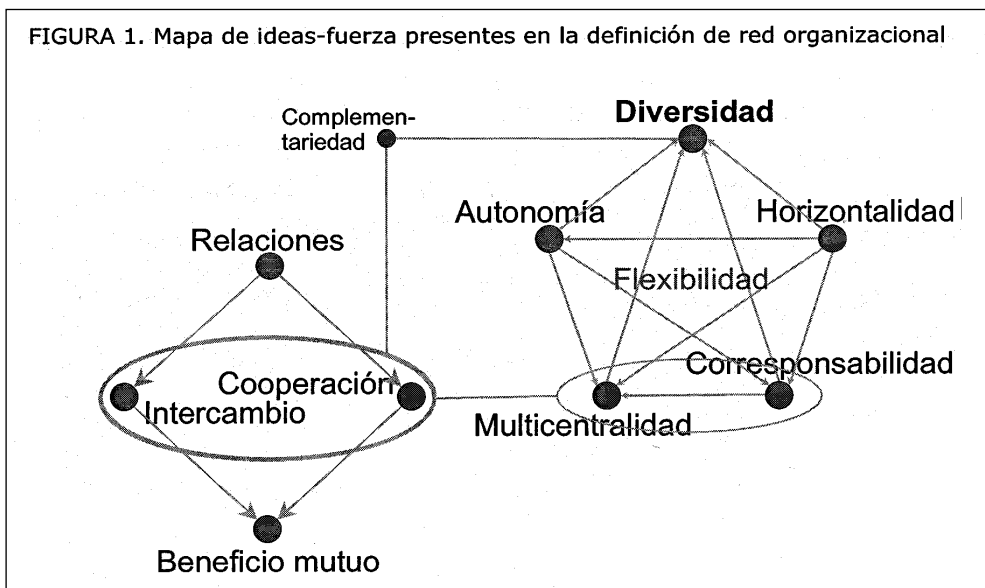 FIGURA 1. Mapa de ideas-fuerza presentes en la definición de red organizacional
Complemen-
tariedad
Diversidad
Autonomía
Horizontalidad
Relaciones
Flexibilidad
Corresponsabilidad
Cooperación
Intercambio
Multicentralidad
Beneficio mutuo